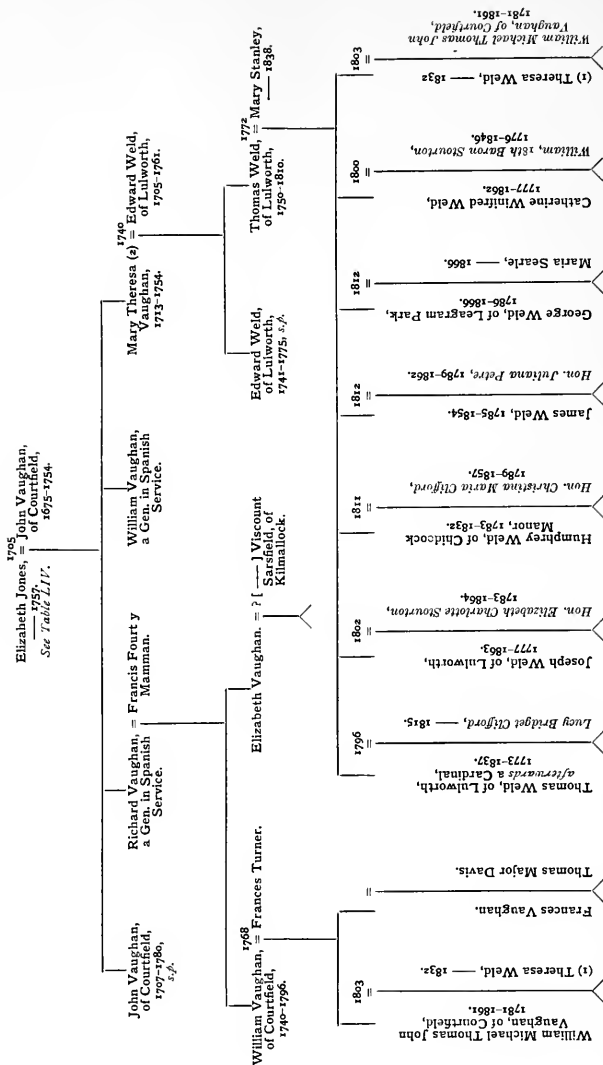 1705
Elizabeth Jones, = John Vaughan,
—— 1757. of Courtfield,
See Table LIV. 1675-1754.
John Vaughan,
of Courtfield,
1707-1780,
s.p.
Richard Vaughan, = Francis Fourt y
a Gen. in Spanish Mamman.
Service.
William Vaughan,
a Gen. in Spanish
Service.
1740
Mary Theresa (2) = Edward Weld,
Vaughan, of Lulworth,
1713-1754. 1705-1761.
1768
William Vaughan, = Frances Turner.
of Courtfield,
1740-1796.
Elizabeth Vaughan. = ? [ —— ] Viscount
Sarsfield, of
Kilmallock.
Edward Weld,
of Lulworth,
1741-1775, s.p.
1772
Thomas Weld, = Mary Stanley,
of Lulworth, —— 1838.
1750-1810.
1803
William Michael Thomas John
Vaughan, of Courtfield,
1781-1861.
=
(1) Theresa Weld, —— 1832.
Frances Vaughan.
=
Thomas Major Davis.
1796
Thomas Weld, of Lulworth,
afterwards a Cardinal,
1773-1837.
=
Lucy Bridget Clifford, —— 1815.
1802
Joseph Weld, of Lulworth,
1777-1863.
=
Hon. Elizabeth Charlotte Stourton,
1783-1864.
1811
Humphrey Weld, of Chidcock
Manor, 1783-1832.
=
Hon. Christina Maria Clifford,
1789-1857.
1812
James Weld, 1785-1854.
=
Hon. Juliana Petre, 1789-1862.
1812
George Weld, of Leagram Park,
1786-1866.
=
Maria Searle, —— 1866.
1800
Catherine Winifred Weld,
1777-1862.
=
William, 18th Baron Stourton,
1776-1846.
1803
(1) Theresa Weld, —— 1832
=
William Michael Thomas John
Vaughan, of Courtfield,
1781-1861.